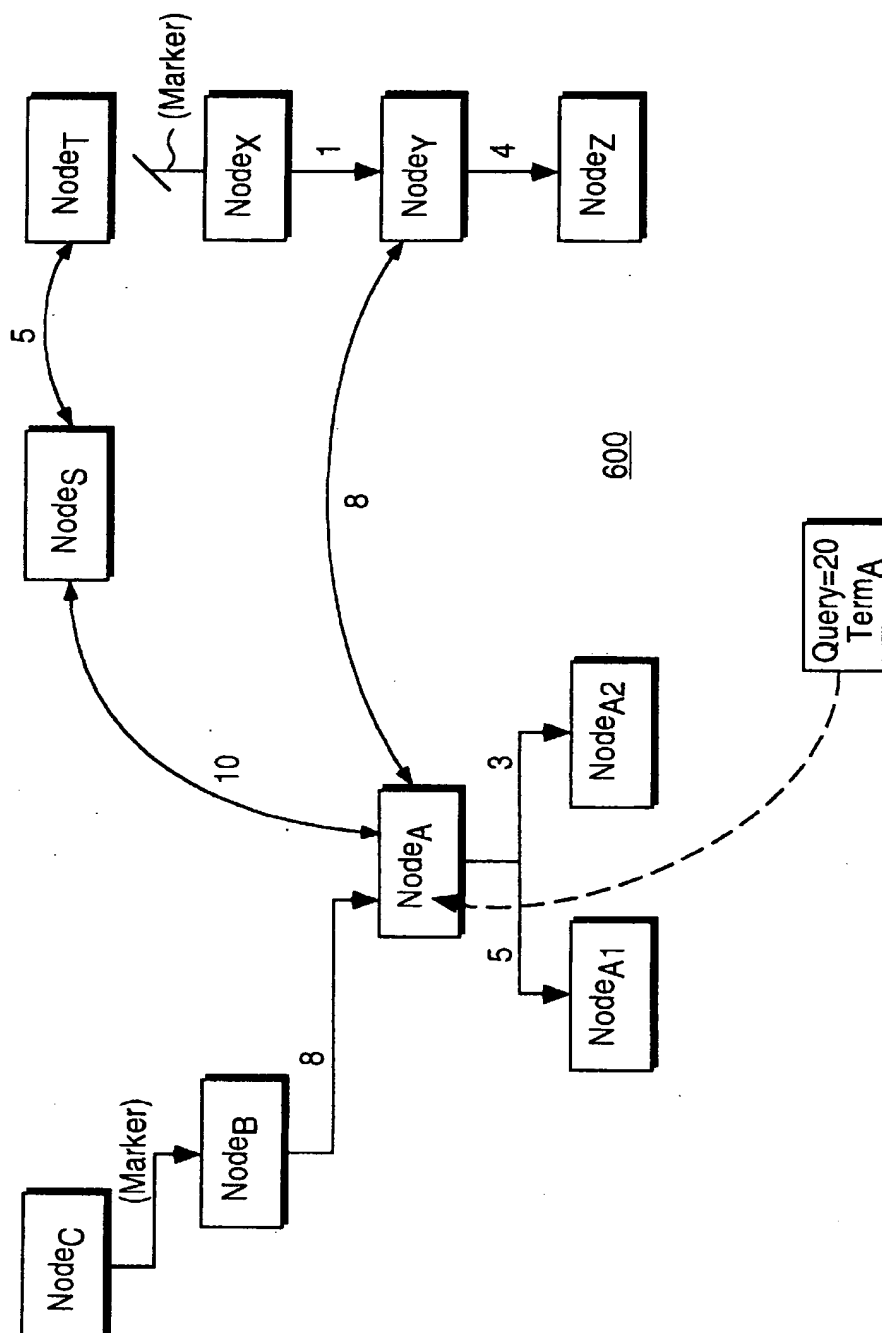 NodeC
(Marker)
NodeB
8
NodeA
5
3
NodeA1
NodeA2
10
NodeS
5
NodeT
(Marker)
NodeX
1
NodeY
8
4
NodeZ
600
Query=20
TermA